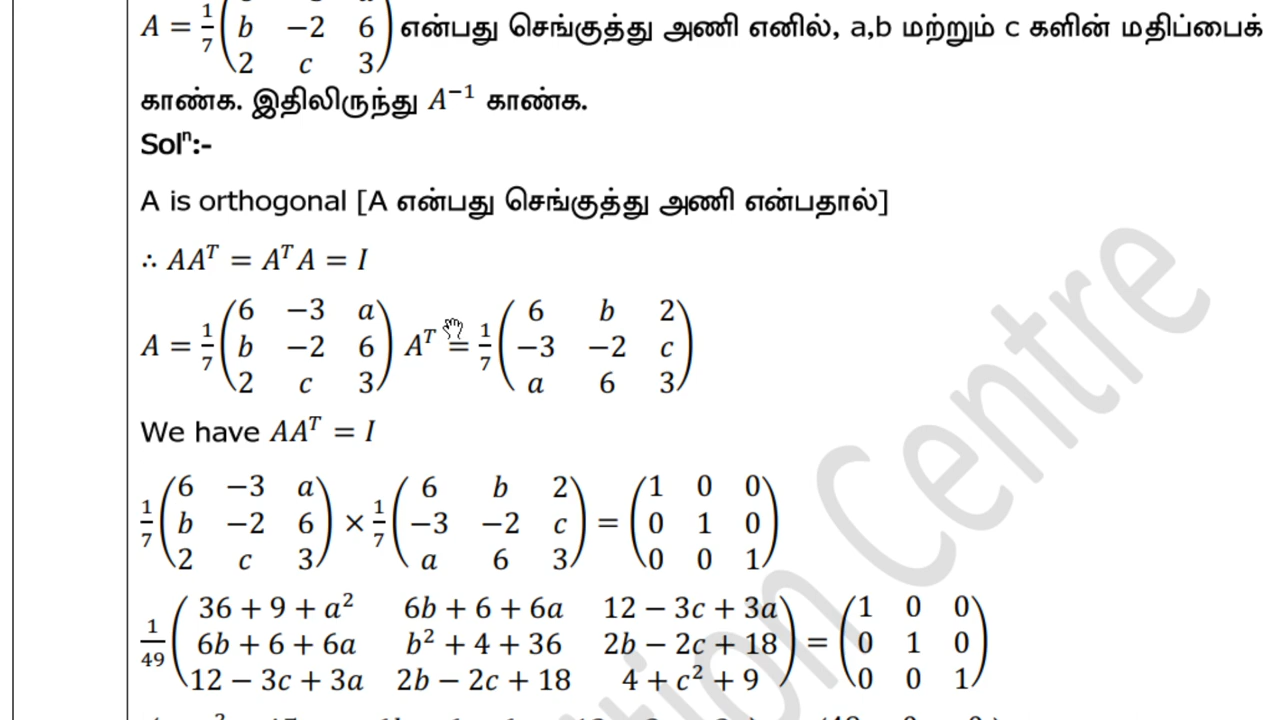 A = 1/7 ( b −2 6 ) என்பது செங்குத்து அணி எனில், a,b மற்றும் c களின் மதிப்பைக்
2 c 3
காண்க. இதிலிருந்து A⁻¹ காண்க.
Solⁿ:-
A is orthogonal [A என்பது செங்குத்து அணி என்பதால்]
∴ AAᵀ = AᵀA = I
6 −3 a 6 b 2
A = 1/7 ( b −2 6 ) Aᵀ = 1/7 ( −3 −2 c )
2 c 3 a 6 3
We have AAᵀ = I
6 −3 a 6 b 2 1 0 0
1/7 ( b −2 6 ) × 1/7 ( −3 −2 c ) = ( 0 1 0 )
2 c 3 a 6 3 0 0 1
36 + 9 + a² 6b + 6 + 6a 12 − 3c + 3a 1 0 0
1/49 ( 6b + 6 + 6a b² + 4 + 36 2b − 2c + 18 ) = ( 0 1 0 )
12 − 3c + 3a 2b − 2c + 18 4 + c² + 9 0 0 1
Centre